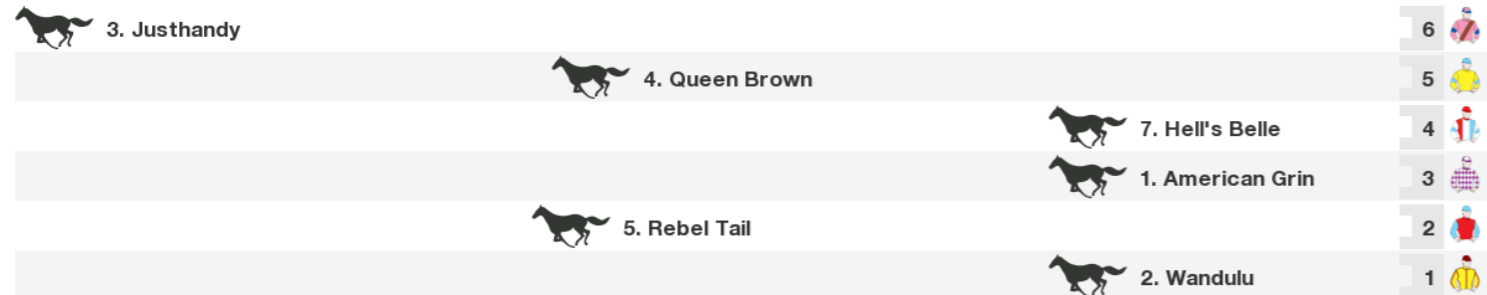 3. Justhandy 6
4. Queen Brown 5
7. Hell's Belle 4
1. American Grin 3
5. Rebel Tail 2
2. Wandulu 1